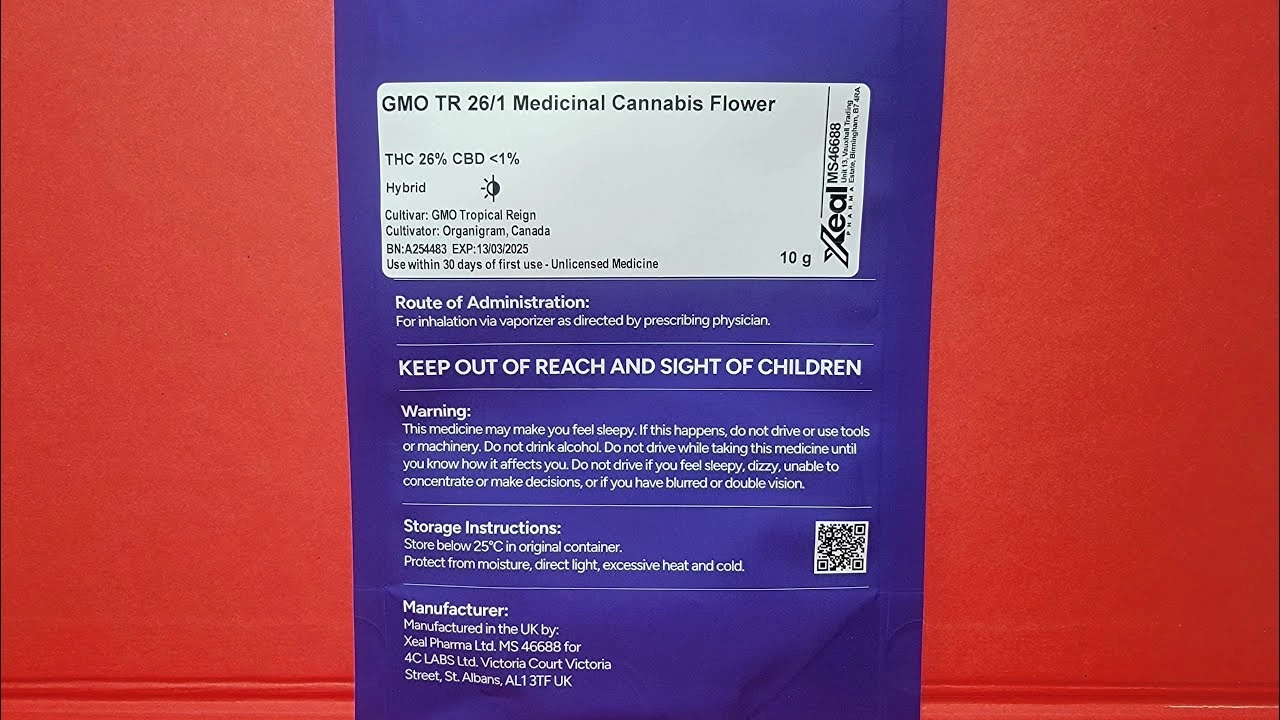 GMO TR 26/1 Medicinal Cannabis Flower
THC 26% CBD <1%
Hybrid
Cultivar: GMO Tropical Reign
Cultivator: Organigram, Canada
BN:A254483 EXP:13/03/2025
Use within 30 days of first use - Unlicensed Medicine
10 g
Xeal
PHARMA
MS46688
Unit 13, Vauxhall Trading
Estate, Birmingham, B7 4RA
Route of Administration:
For inhalation via vaporizer as directed by prescribing physician.
KEEP OUT OF REACH AND SIGHT OF CHILDREN
Warning:
This medicine may make you feel sleepy. If this happens, do not drive or use tools
or machinery. Do not drink alcohol. Do not drive while taking this medicine until
you know how it affects you. Do not drive if you feel sleepy, dizzy, unable to
concentrate or make decisions, or if you have blurred or double vision.
Storage Instructions:
Store below 25°C in original container.
Protect from moisture, direct light, excessive heat and cold.
Manufacturer:
Manufactured in the UK by:
Xeal Pharma Ltd. MS 46688 for
4C LABS Ltd. Victoria Court Victoria
Street, St. Albans, AL1 3TF UK